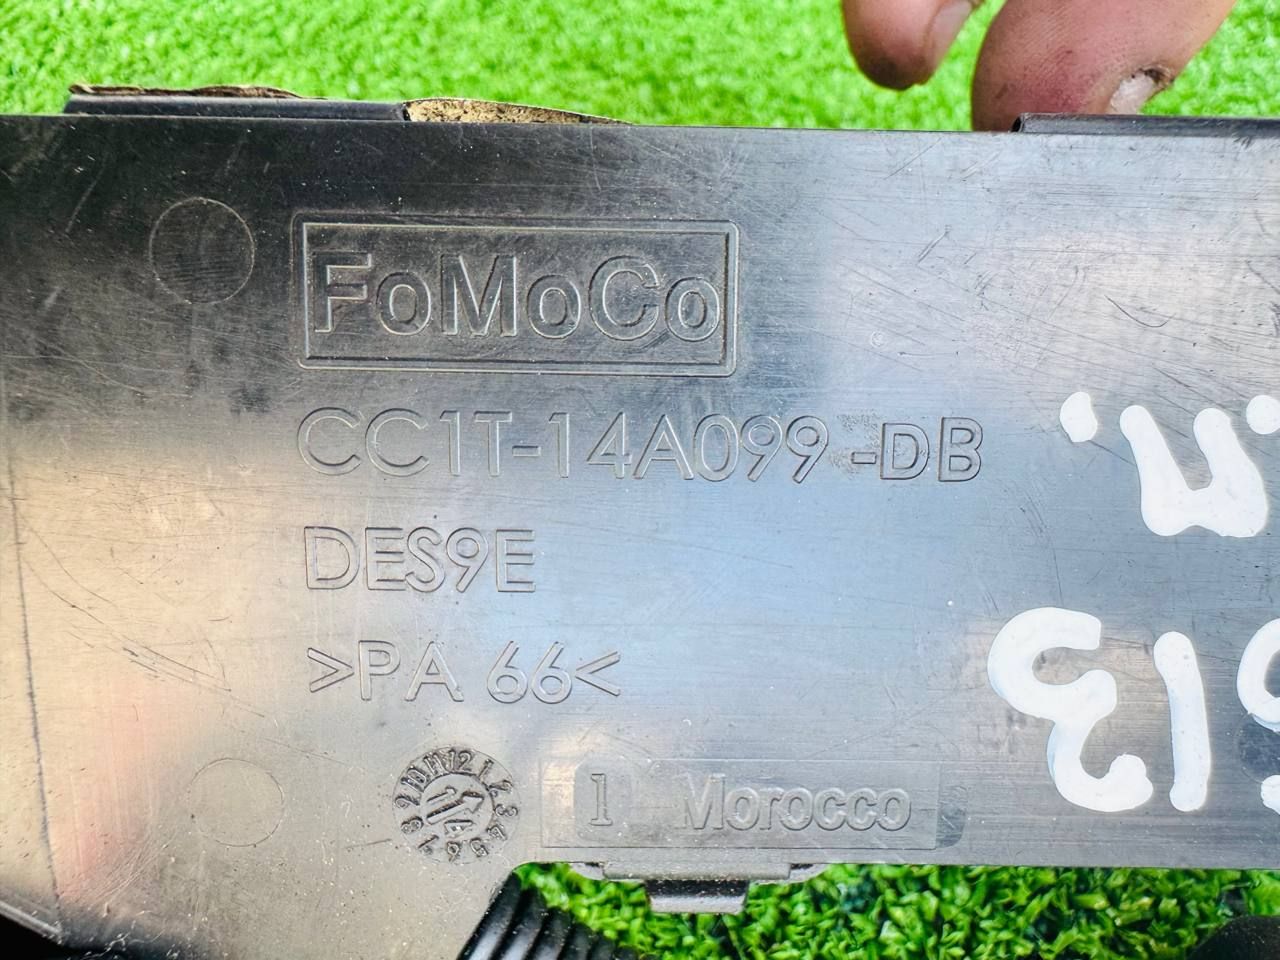 FoMoCo
CC1T-14A099-DB
DES9E
>PA 66<
1 Morocco